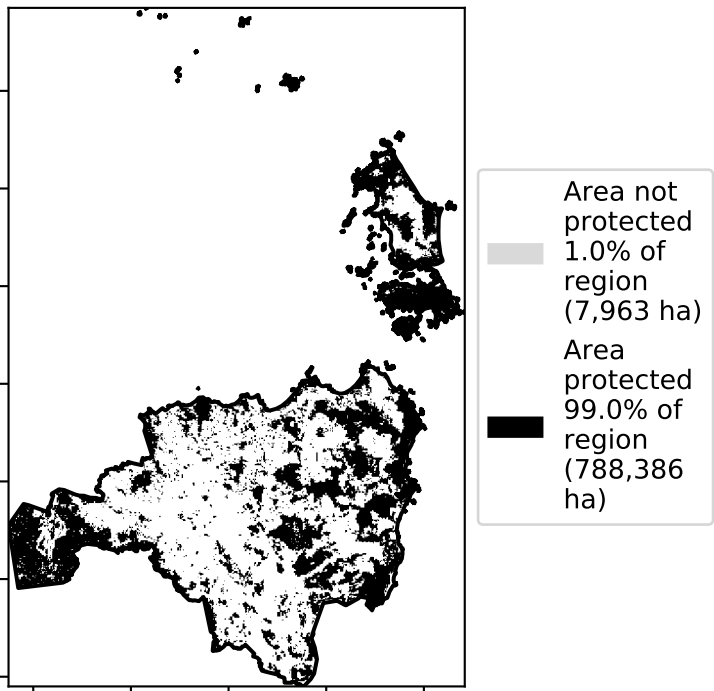 Area not
protected
1.0% of
region
(7,963 ha)
Area
protected
99.0% of
region
(788,386
ha)